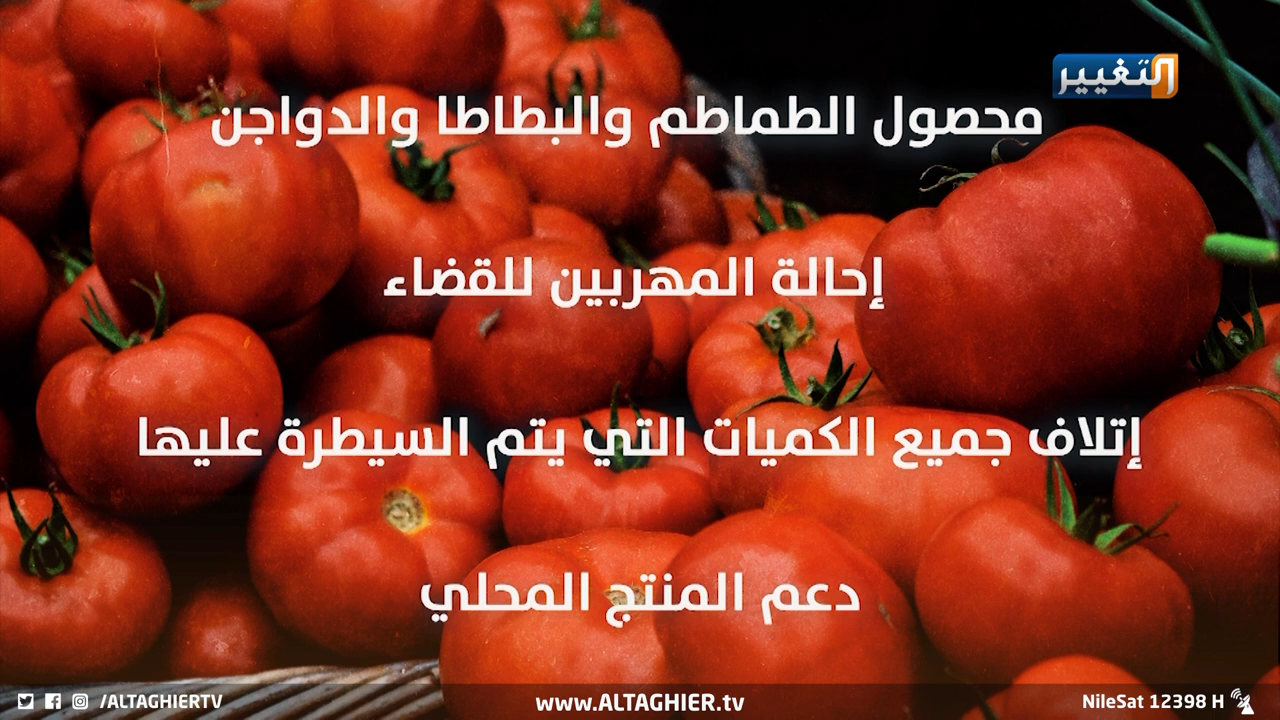 التغيير
محصول الطماطم والبطاطا والدواجن
إحالة المهربين للقضاء
إتلاف جميع الكميات التي يتم السيطرة عليها
دعم المنتج المحلي
/ALTAGHIERTV
www.ALTAGHIER.tv
NileSat 12398 H